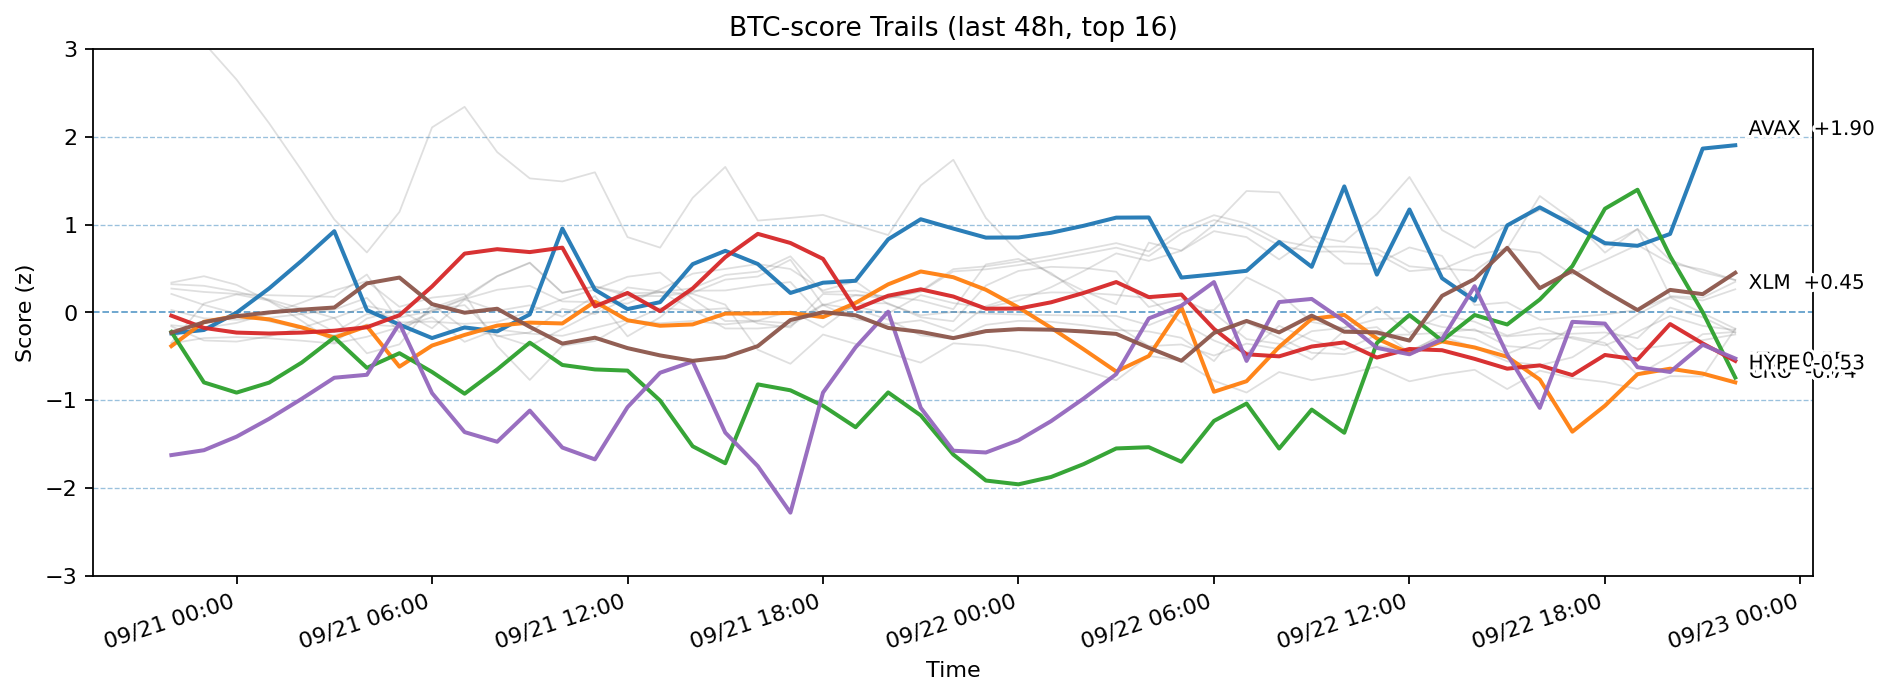 BTC-score Trails (last 48h, top 16)
Score (z)
3
2
1
0
−1
−2
−3
AVAX +1.90
XLM +0.45
HYPE -0.53
09/21 00:00
09/21 06:00
09/21 12:00
09/21 18:00
09/22 00:00
09/22 06:00
09/22 12:00
09/22 18:00
09/23 00:00
Time